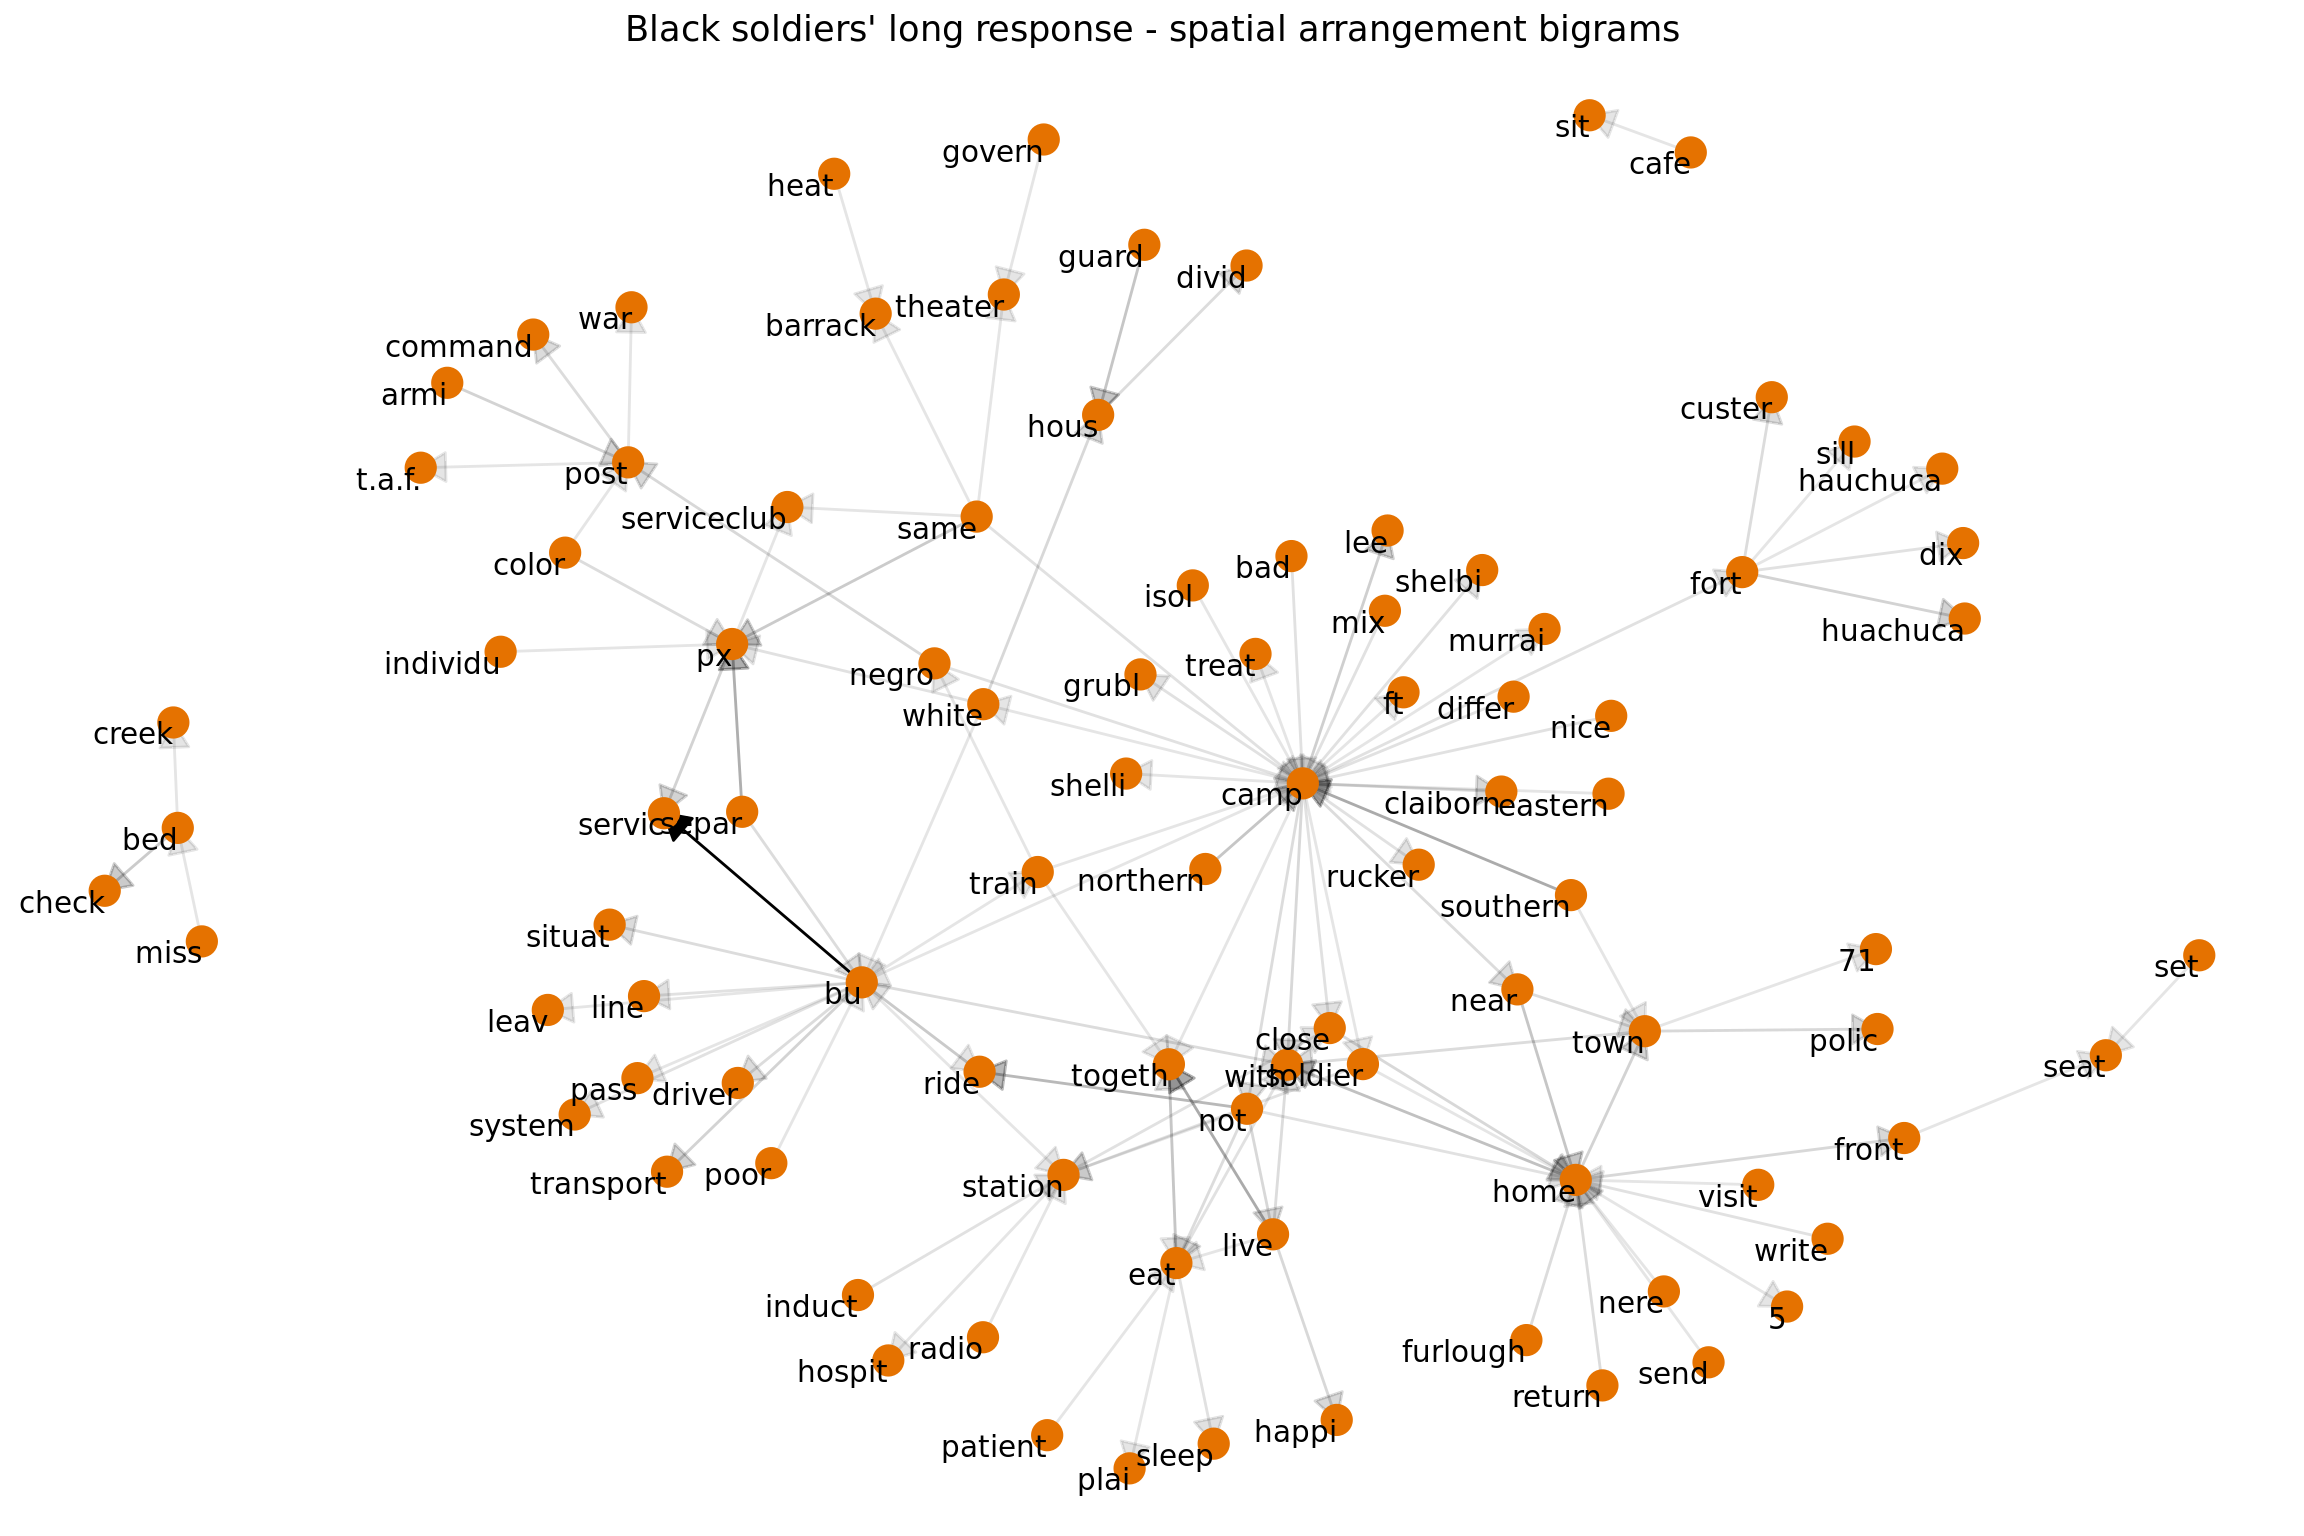 Black soldiers' long response - spatial arrangement bigrams
sit
cafe
govern
heat
guard
divid
theater
barrack
war
command
armi
custer
hous
sill
post
t.a.f.
hauchuca
serviceclub
same
lee
dix
color
bad
fort
shelbi
isol
mix
huachuca
murrai
individu
px
treat
negro
grubl
ft
differ
white
nice
creek
shelli
camp
claiborn
eastern
servic
separ
bed
train
northern
rucker
check
southern
situat
miss
71
set
bu
near
line
leav
close
town
polic
seat
pass
driver
ride
togeth
with
soldier
system
not
front
transport
poor
station
home
visit
live
write
eat
induct
nere
5
radio
furlough
hospit
send
return
happi
patient
sleep
plai